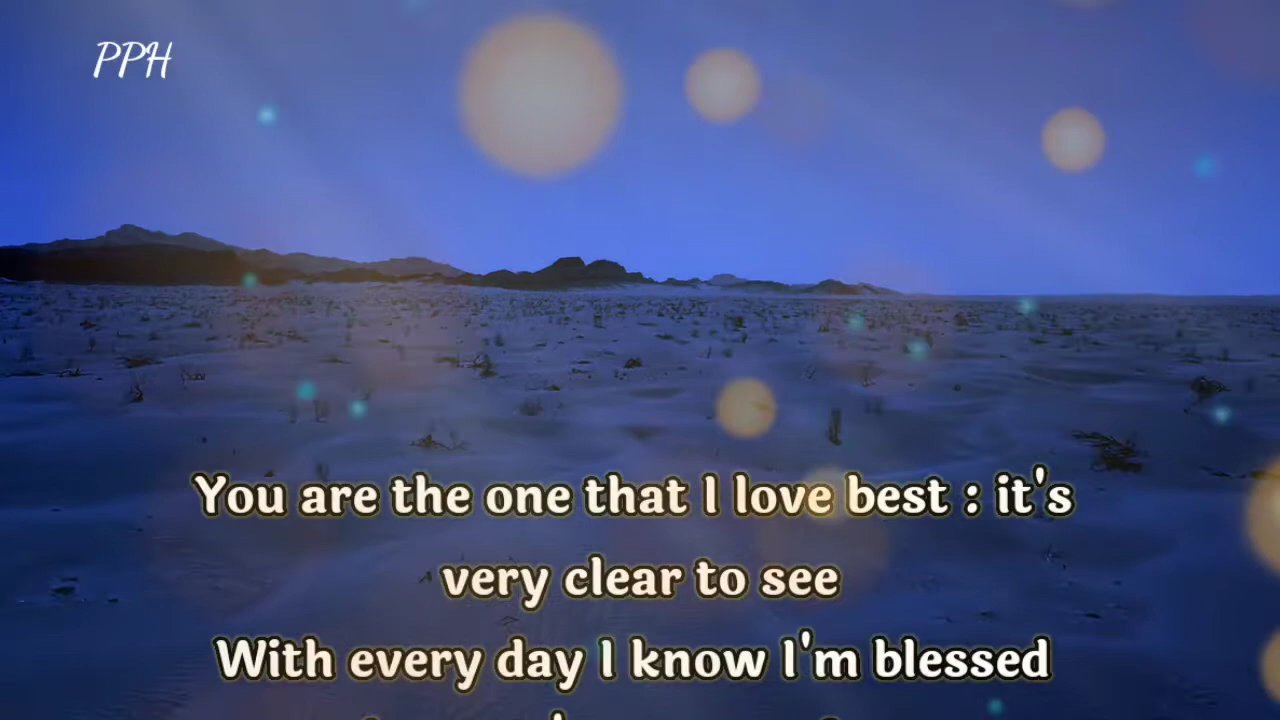 PPH
You are the one that I love best : it's
very clear to see
With every day I know I'm blessed